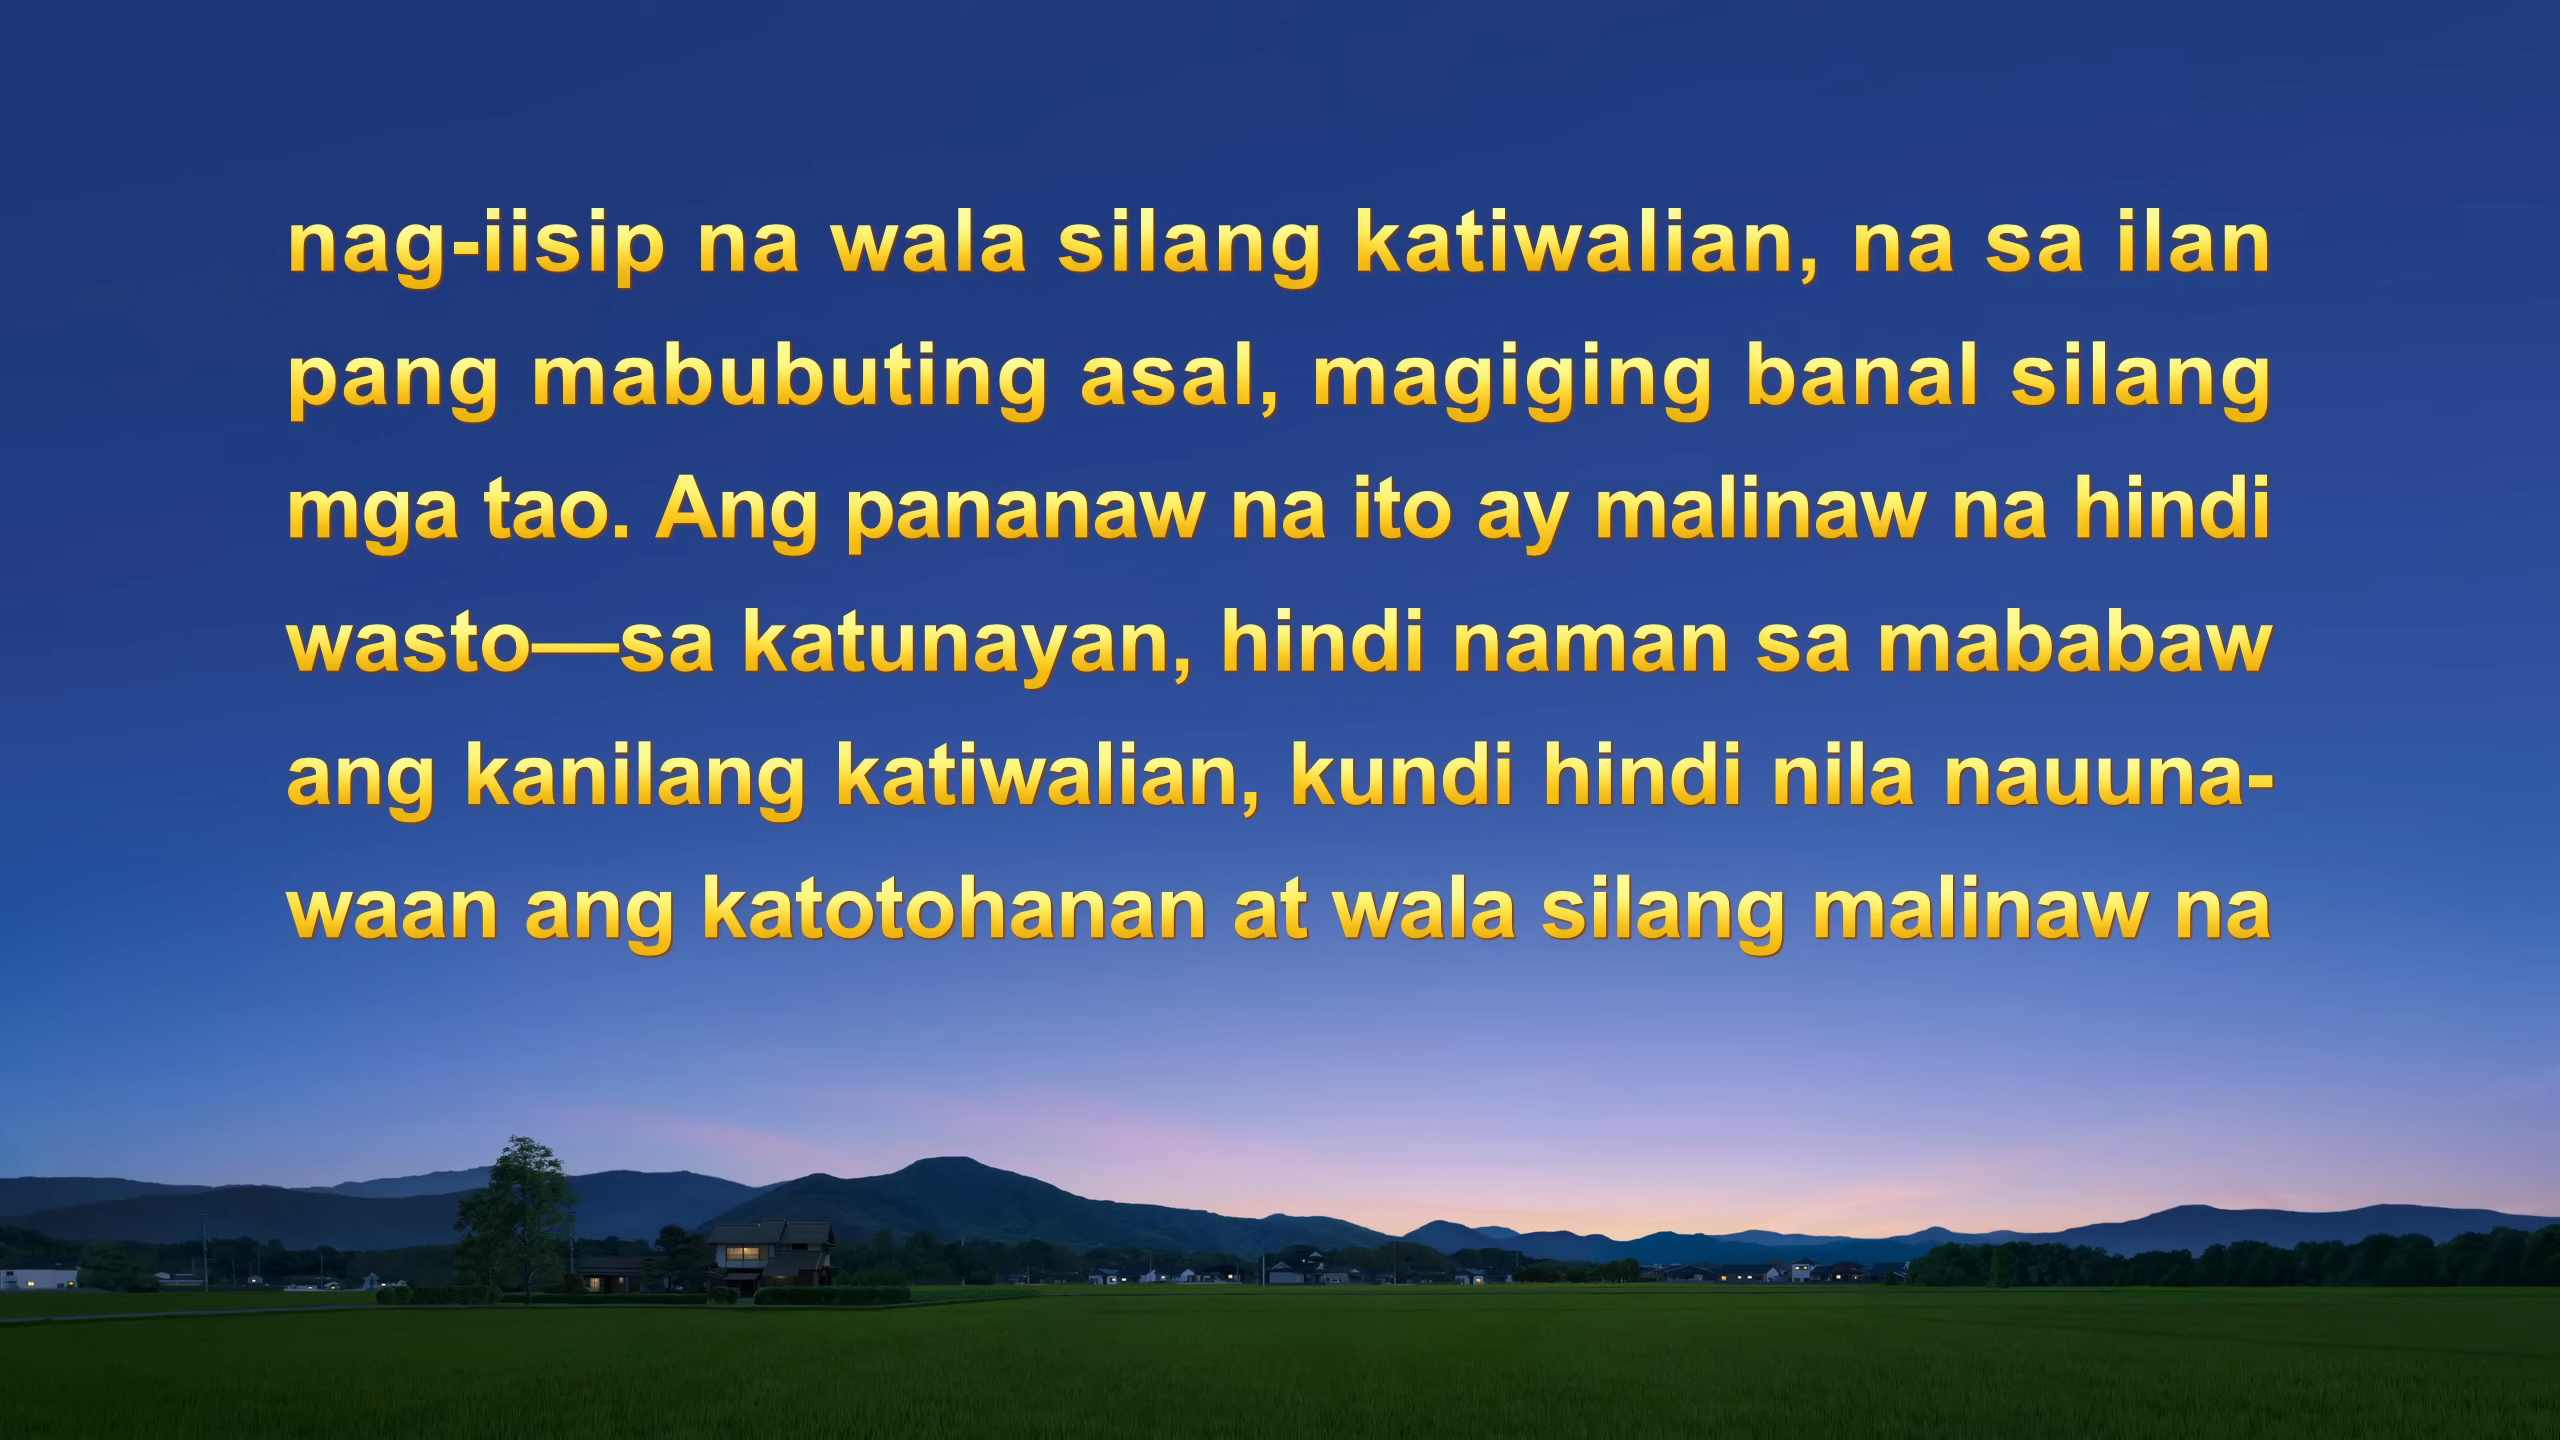 nag-iisip na wala silang katiwalian, na sa ilan
pang mabubuting asal, magiging banal silang
mga tao. Ang pananaw na ito ay malinaw na hindi
wasto—sa katunayan, hindi naman sa mababaw
ang kanilang katiwalian, kundi hindi nila nauuna-
waan ang katotohanan at wala silang malinaw na